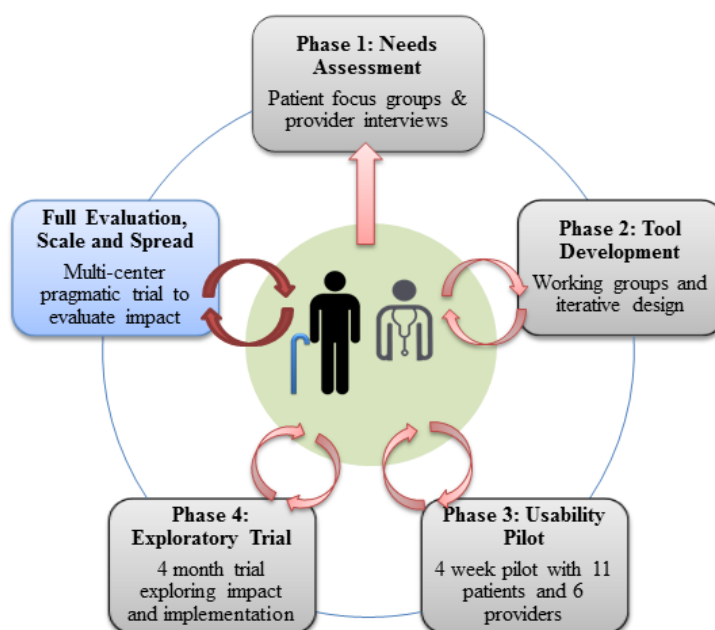 Phase 1: Needs
Assessment
Patient focus groups &
provider interviews
Full Evaluation,
Scale and Spread
Multi-center
pragmatic trial to
evaluate impact
Phase 2: Tool
Development
Working groups and
iterative design
Phase 4:
Exploratory Trial
4 month trial
exploring impact
and implementation
Phase 3: Usability
Pilot
4 week pilot with 11
patients and 6
providers